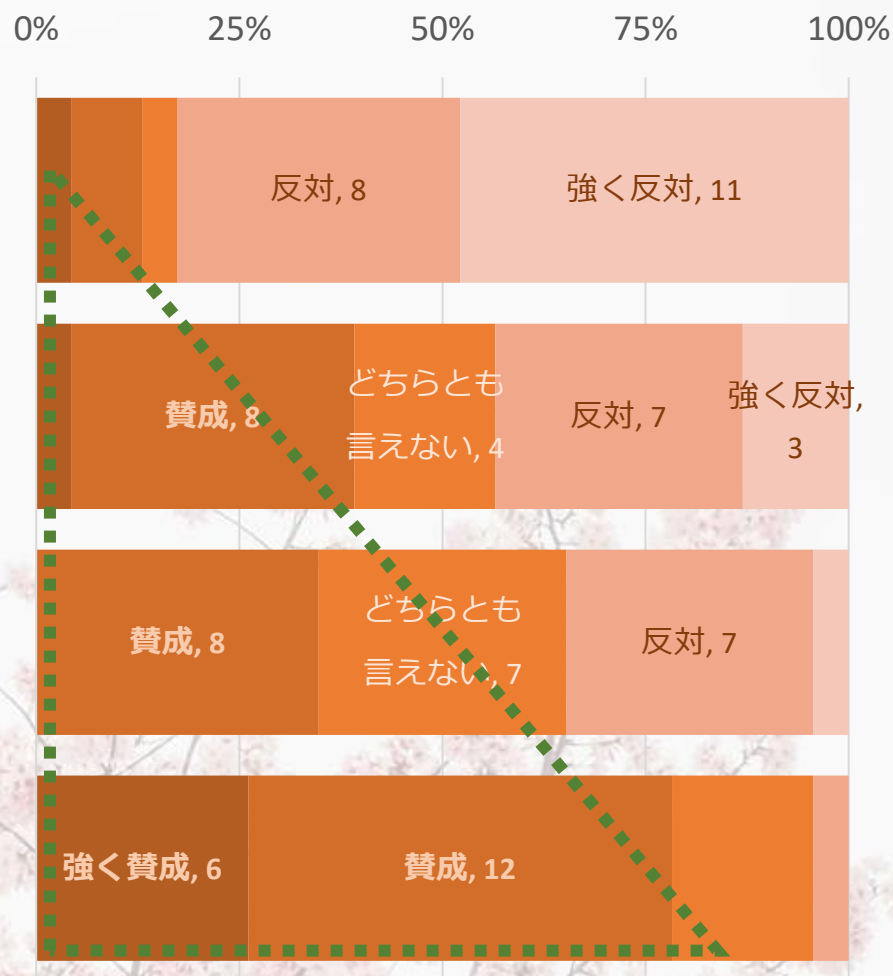 0% 25% 50% 75% 100%
反対, 8
強く反対, 11
賛成, 8
どちらとも
言えない, 4
反対, 7
強く反対,
3
賛成, 8
どちらとも
言えない, 7
反対, 7
強く賛成, 6
賛成, 12